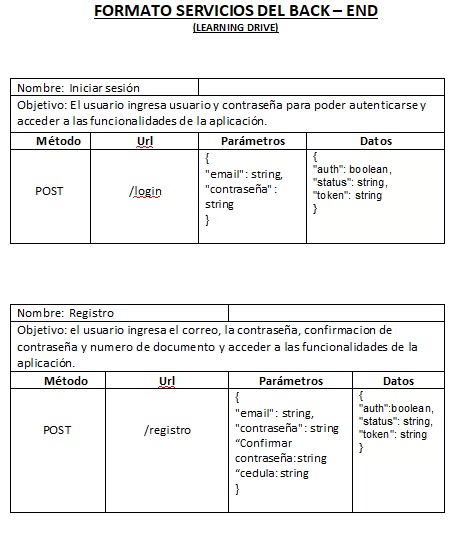 FORMATO SERVICIOS DEL BACK – END
(LEARNING DRIVE)
Nombre: Iniciar sesión
Objetivo: El usuario ingresa usuario y contraseña para poder autenticarse y
acceder a las funcionalidades de la aplicación.
Método Url Parámetros Datos
POST /login
{
"email" : string,
"contraseña" :
string
}
{
"auth": boolean,
"status": string,
"token": string
}
Nombre: Registro
Objetivo: el usuario ingresa el correo, la contraseña, confirmacion de
contraseña y numero de documento y acceder a las funcionalidades de la
aplicación.
Método Url Parámetros Datos
POST /registro
{
"email" : string,
"contraseña" : string
“Confirmar
contraseña:string
“cedula: string
}
{
"auth":boolean,
"status": string,
"token": string
}